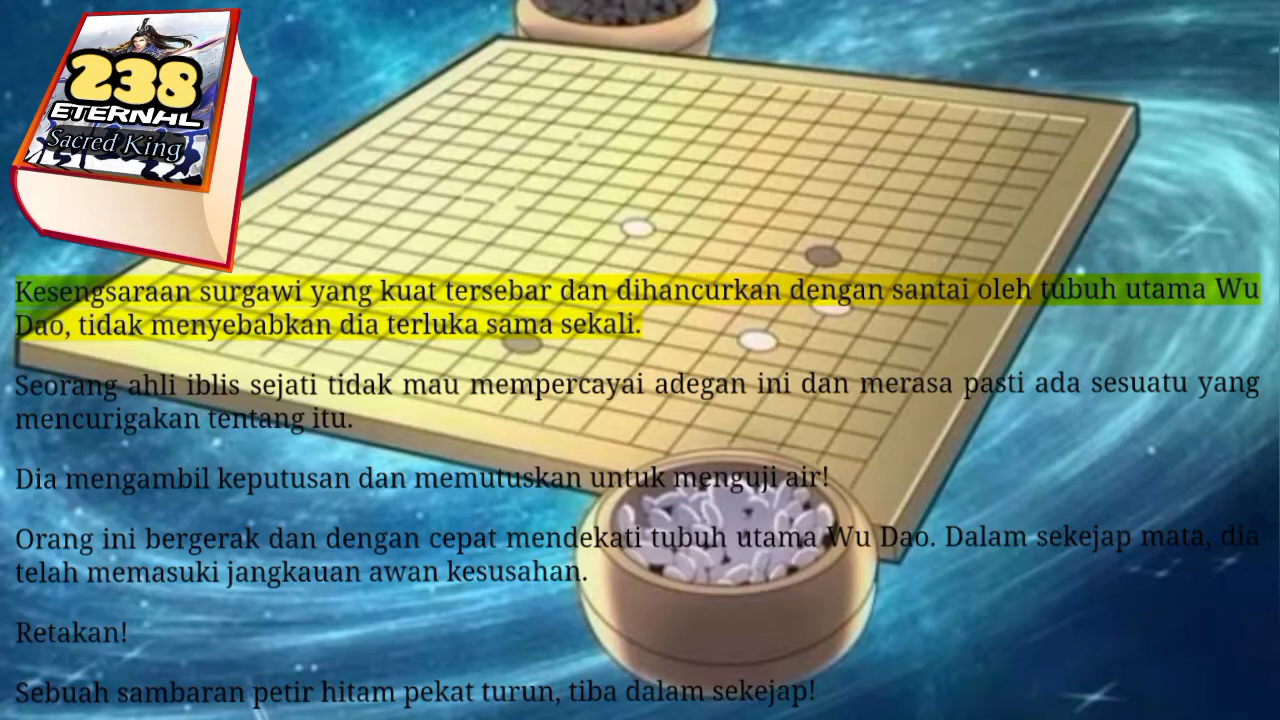 238
ETERNAL
Sacred King
Kesengsaraan surgawi yang kuat tersebar dan dihancurkan dengan santai oleh tubuh utama Wu
Dao, tidak menyebabkan dia terluka sama sekali.
Seorang ahli iblis sejati tidak mau mempercayai adegan ini dan merasa pasti ada sesuatu yang
mencurigakan tentang itu.
Dia mengambil keputusan dan memutuskan untuk menguji air!
Orang ini bergerak dan dengan cepat mendekati tubuh utama Wu Dao. Dalam sekejap mata, dia
telah memasuki jangkauan awan kesusahan.
Retakan!
Sebuah sambaran petir hitam pekat turun, tiba dalam sekejap!